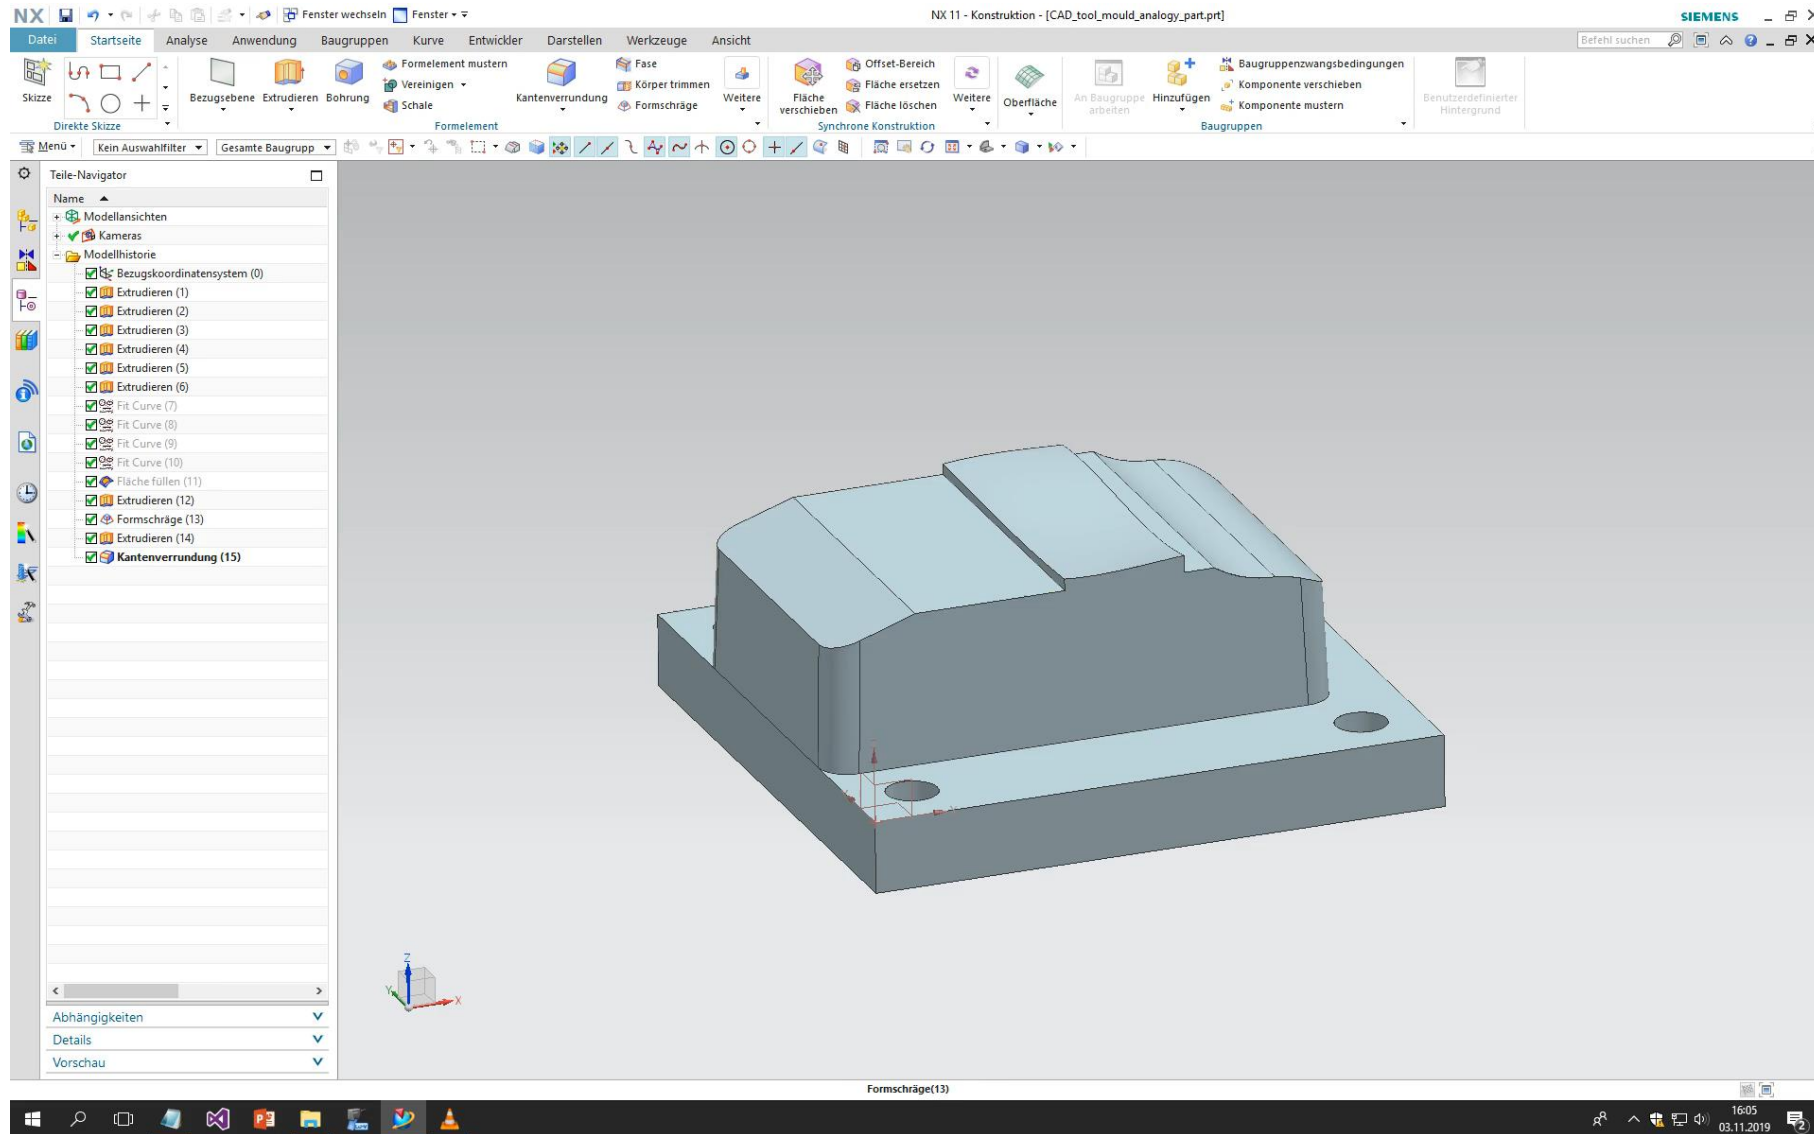 NX
Fenster wechseln Fenster
NX 11 - Konstruktion - [CAD_tool_mould_analogy_part.prt]
SIEMENS
Datei Startseite Analyse Anwendung Baugruppen Kurve Entwickler Darstellen Werkzeuge Ansicht
Befehl suchen
Skizze
Direkte Skizze
Bezugsebene Extrudieren Bohrung
Formelement mustern
Vereinigen
Schale
Kantenverrundung
Fase
Körper trimmen
Formschräge
Weitere
Formelement
Fläche verschieben
Offset-Bereich
Fläche ersetzen
Fläche löschen
Weitere
Synchrone Konstruktion
Oberfläche
An Baugruppe arbeiten
Hinzufügen
Baugruppenzwangsbedingungen
Komponente verschieben
Komponente mustern
Baugruppen
Benutzerdefinierter Hintergrund
Menü Kein Auswahlfilter Gesamte Baugrupp
Teile-Navigator
Name
Modellansichten
Kameras
Modellhistorie
Bezugskoordinatensystem (0)
Extrudieren (1)
Extrudieren (2)
Extrudieren (3)
Extrudieren (4)
Extrudieren (5)
Extrudieren (6)
Fit Curve (7)
Fit Curve (8)
Fit Curve (9)
Fit Curve (10)
Fläche füllen (11)
Extrudieren (12)
Formschräge (13)
Extrudieren (14)
Kantenverrundung (15)
Z
Y
X
Abhängigkeiten
Details
Vorschau
Formschräge(13)
16:05
03.11.2019
2